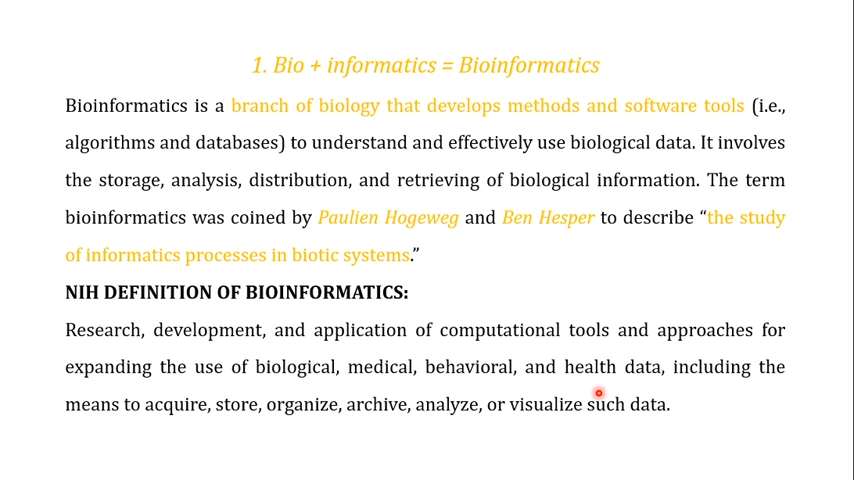 1. Bio + informatics = Bioinformatics
Bioinformatics is a branch of biology that develops methods and software tools (i.e.,
algorithms and databases) to understand and effectively use biological data. It involves
the storage, analysis, distribution, and retrieving of biological information. The term
bioinformatics was coined by Paulien Hogeweg and Ben Hesper to describe “the study
of informatics processes in biotic systems.”
NIH DEFINITION OF BIOINFORMATICS:
Research, development, and application of computational tools and approaches for
expanding the use of biological, medical, behavioral, and health data, including the
means to acquire, store, organize, archive, analyze, or visualize such data.